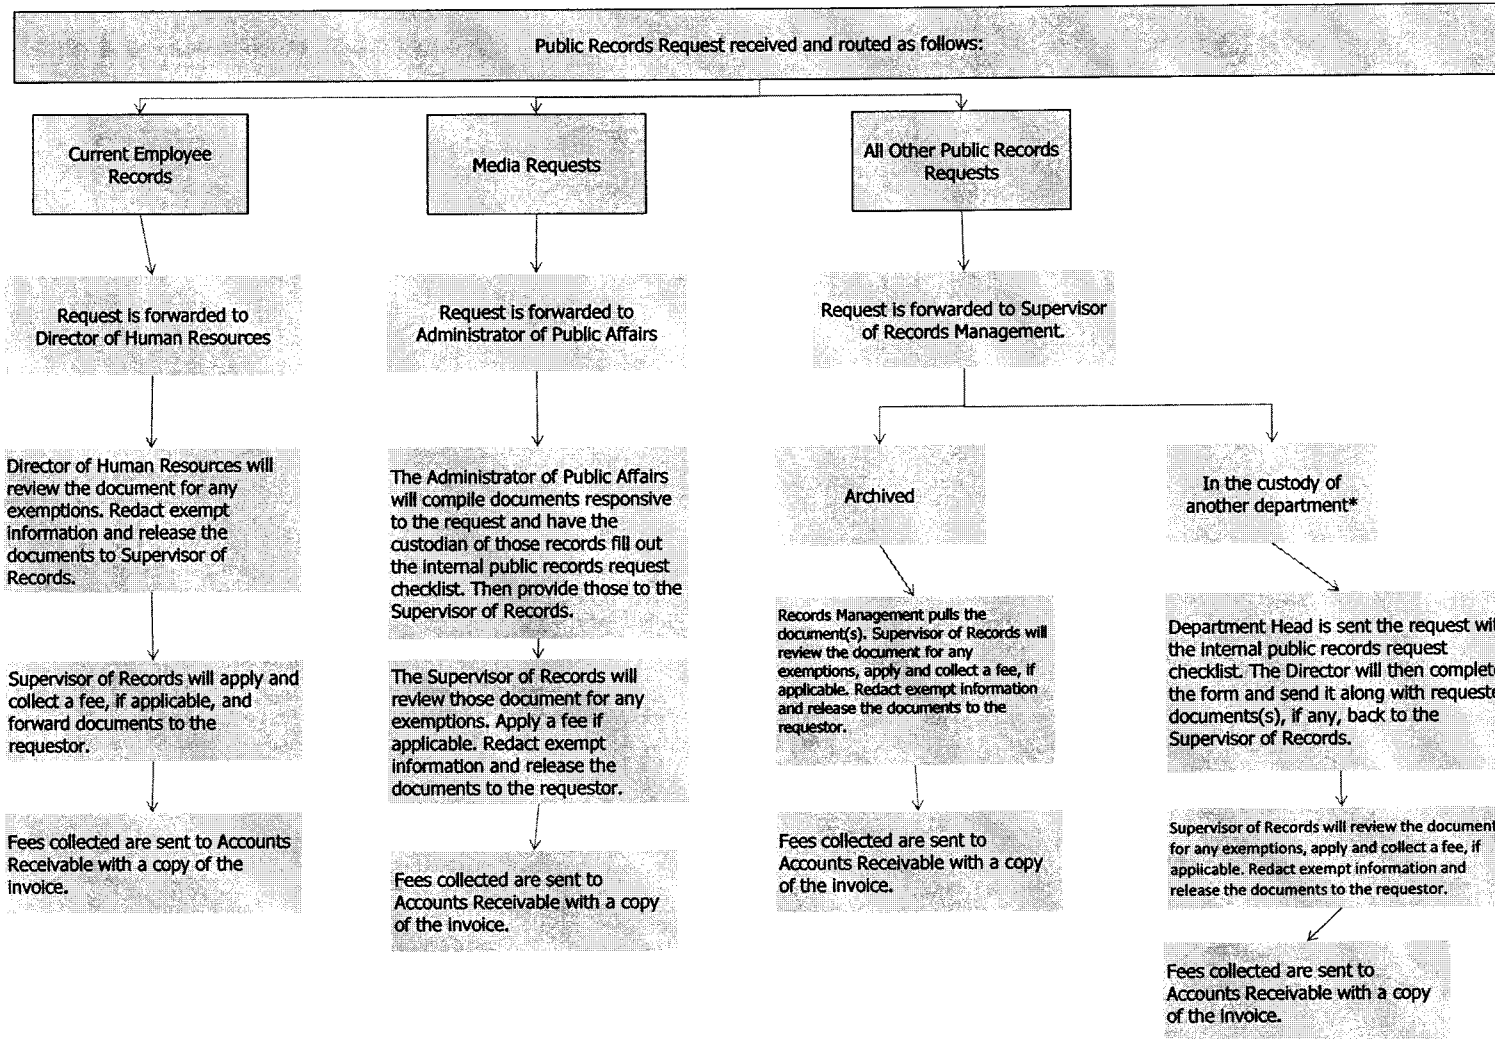 Public Records Request received and routed as follows:
Current Employee
Records
Media Requests
All Other Public Records
Requests
Request is forwarded to
Director of Human Resources
Request is forwarded to
Administrator of Public Affairs
Request is forwarded to Supervisor
of Records Management.
Director of Human Resources will
review the document for any
exemptions. Redact exempt
information and release the
documents to Supervisor of
Records.
The Administrator of Public Affairs
will compile documents responsive
to the request and have the
custodian of those records fill out
the internal public records request
checklist. Then provide those to the
Supervisor of Records.
Archived
In the custody of
another department*
Supervisor of Records will apply and
collect a fee, if applicable, and
forward documents to the
requestor.
The Supervisor of Records will
review those document for any
exemptions. Apply a fee if
applicable. Redact exempt
information and release the
documents to the requestor.
Records Management pulls the
document(s). Supervisor of Records will
review the document for any
exemptions, apply and collect a fee, if
applicable. Redact exempt information
and release the documents to the
requestor.
Department Head is sent the request
the internal public records request
checklist. The Director will then complete
the form and send it along with
documents(s), if any, back to the
Supervisor of Records.
Fees collected are sent to Accounts
Receivable with a copy of the
invoice.
Fees collected are sent to
Accounts Receivable with a copy
of the invoice.
Fees collected are sent to
Accounts Receivable with a copy
of the invoice.
Supervisor of Records will review the document
for any exemptions, apply and collect a fee, if
applicable. Redact exempt information and
release the documents to the requestor.
Fees collected are sent to
Accounts Receivable with a copy
of the invoice.